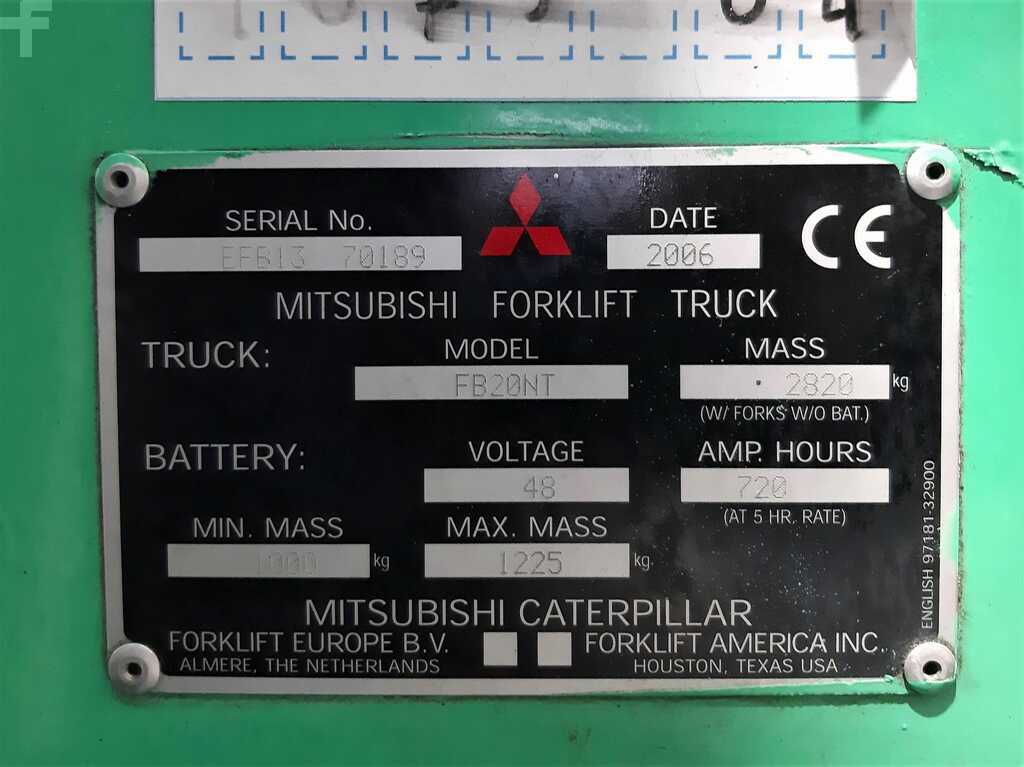 SERIAL No. DATE
EFB13 70189 2006 CE
MITSUBISHI FORKLIFT TRUCK
TRUCK: MODEL MASS
FB20NT 2820 kg
(W/ FORKS W/O BAT.)
BATTERY: VOLTAGE AMP. HOURS
48 720
(AT 5 HR. RATE)
MIN. MASS MAX. MASS
1000 kg 1225 kg
MITSUBISHI CATERPILLAR
FORKLIFT EUROPE B.V. FORKLIFT AMERICA INC.
ALMERE, THE NETHERLANDS HOUSTON, TEXAS USA
ENGLISH 97181-32900